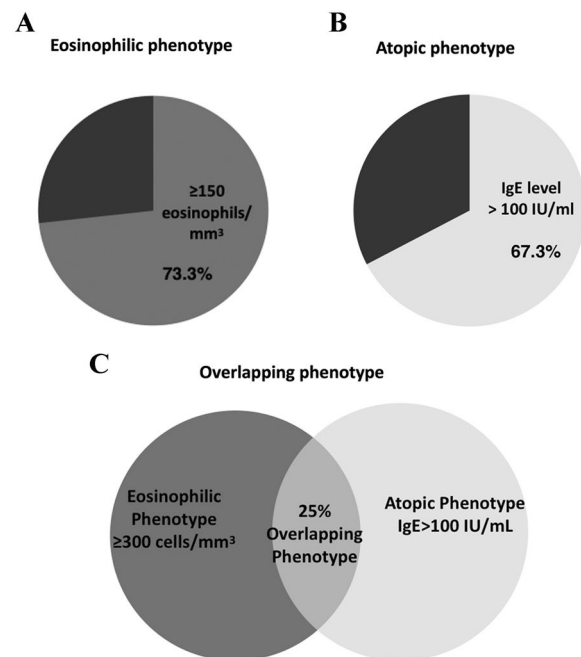 A
Eosinophilic phenotype
≥150
eosinophils/
mm³
73.3%
B
Atopic phenotype
IgE level
> 100 IU/ml
67.3%
C
Overlapping phenotype
Eosinophilic
Phenotype
≥300 cells/mm³
25%
Overlapping
Phenotype
Atopic Phenotype
IgE>100 IU/mL